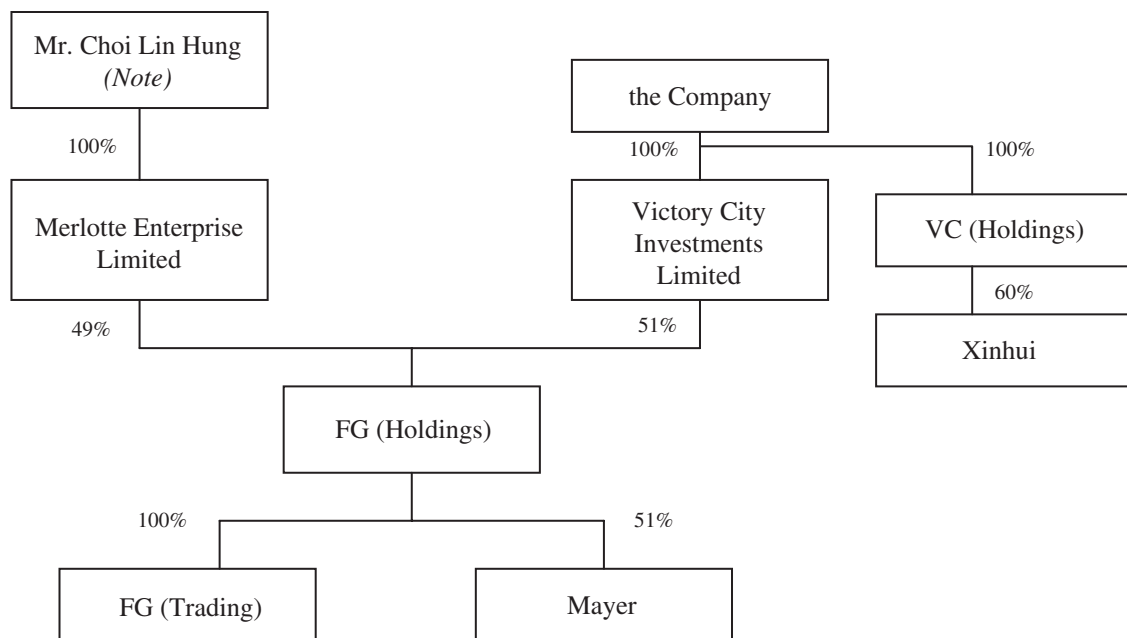 Mr. Choi Lin Hung
(Note)
the Company
100%
100%
100%
Merlotte Enterprise
Limited
Victory City
Investments
Limited
VC (Holdings)
60%
49%
51%
Xinhui
FG (Holdings)
100%
51%
FG (Trading)
Mayer